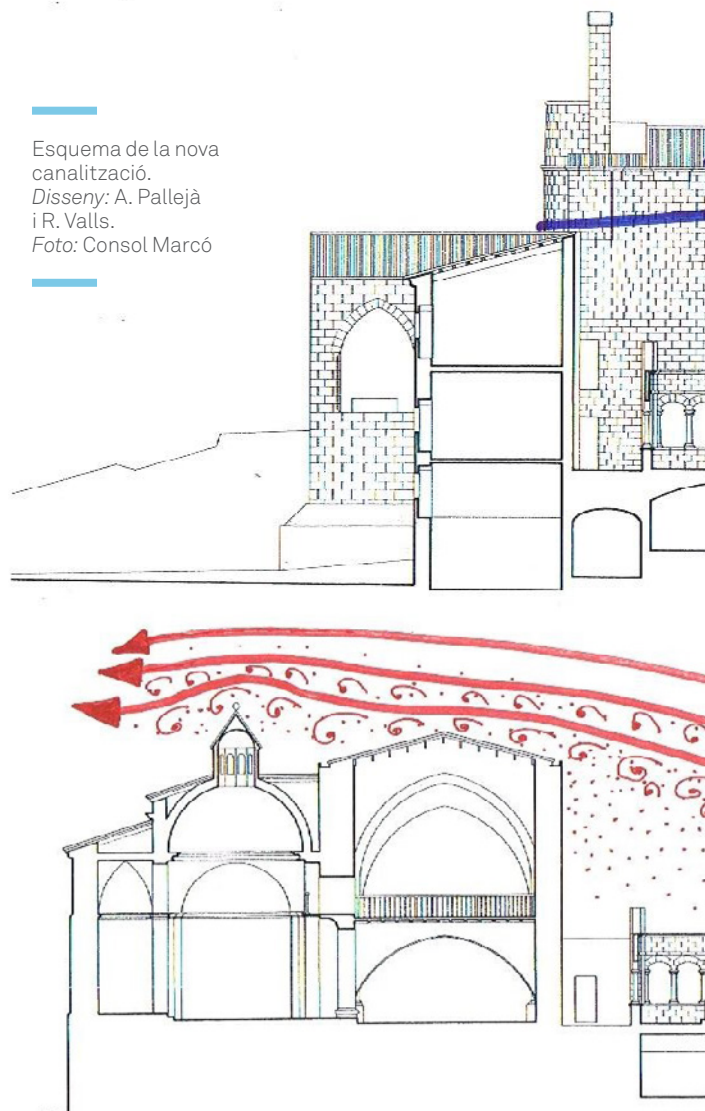 Esquema de la nova
canalització.
Disseny: A. Pallejà
i R. Valls.
Foto: Consol Marcó